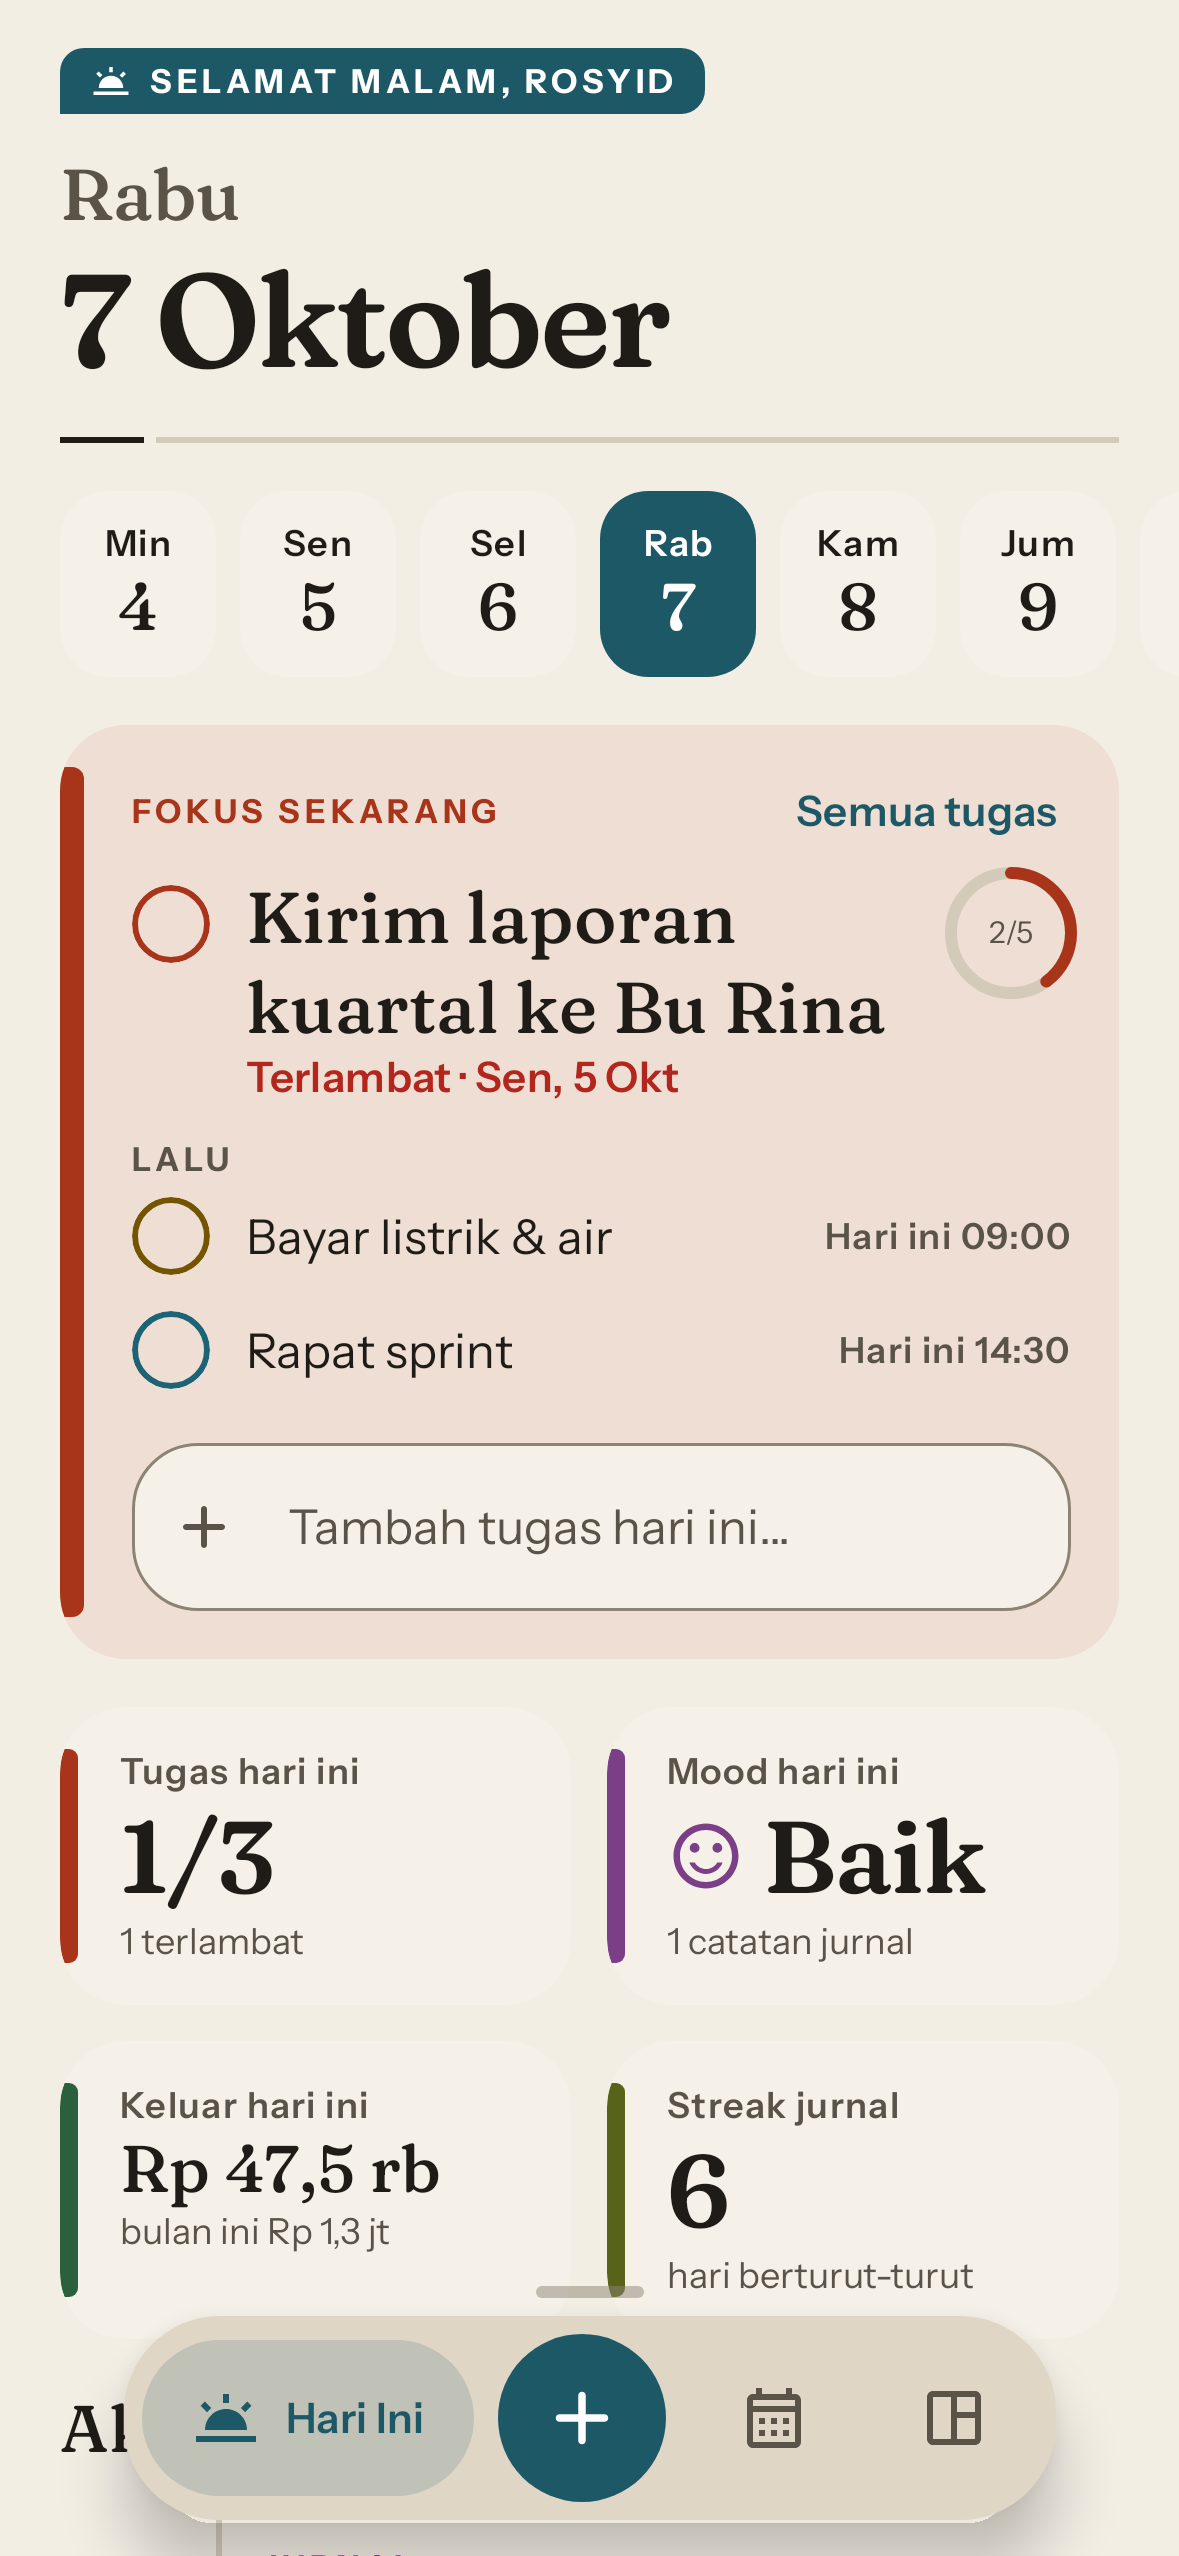 SELAMAT MALAM, ROSYID
Rabu
7 Oktober
Min
4
Sen
5
Sel
6
Rab
7
Kam
8
Jum
9
FOKUS SEKARANG
Semua tugas
Kirim laporan
kuartal ke Bu Rina
2/5
Terlambat · Sen, 5 Okt
LALU
Bayar listrik & air
Hari ini 09:00
Rapat sprint
Hari ini 14:30
Tambah tugas hari ini...
Tugas hari ini
1/3
1 terlambat
Mood hari ini
Baik
1 catatan jurnal
Keluar hari ini
Rp 47,5 rb
bulan ini Rp 1,3 jt
Streak jurnal
6
hari berturut-turut
Hari Ini